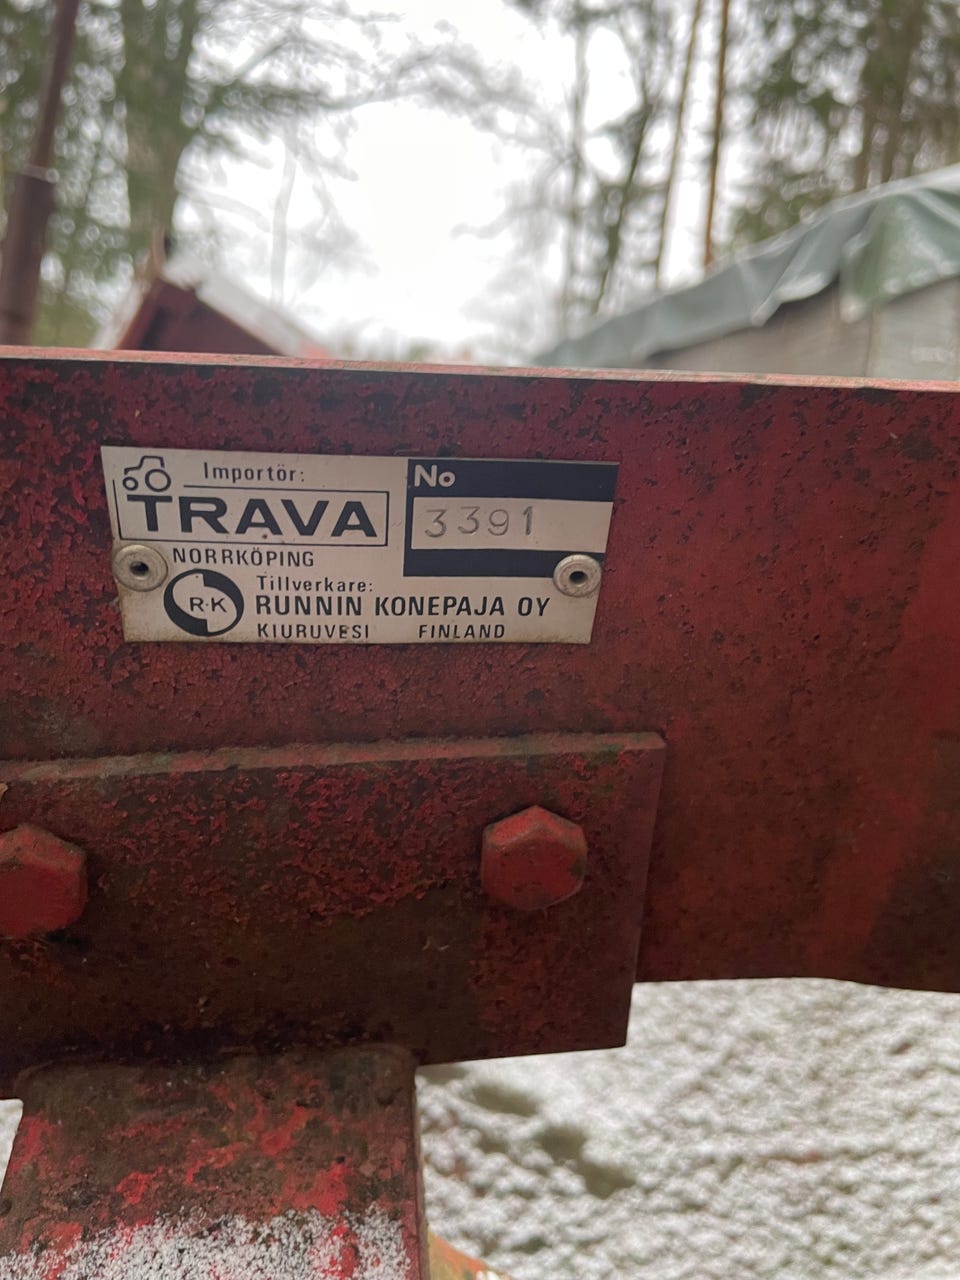 Importör:
TRAVA
NORRKÖPING
No
3391
R·K
Tillverkare:
RUNNIN KONEPAJA OY
KIURUVESI FINLAND